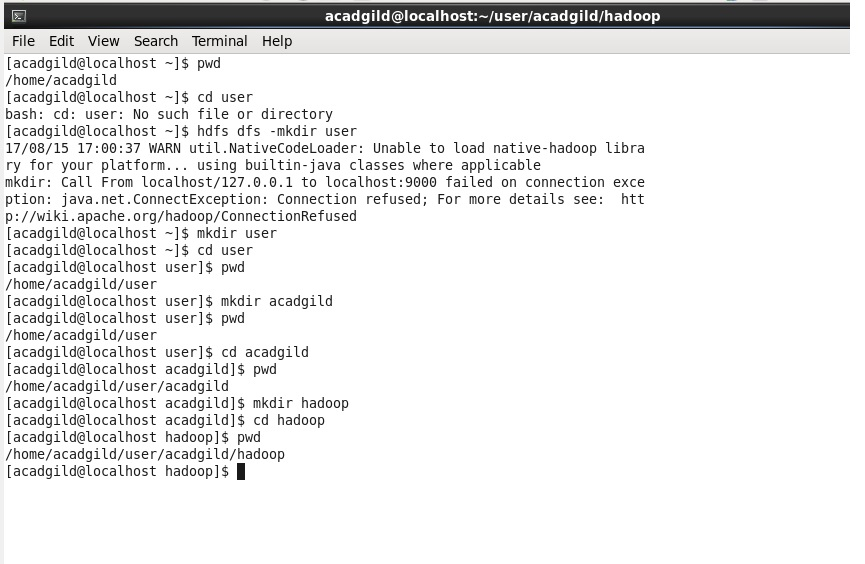 acadgild@localhost:~/user/acadgild/hadoop
File Edit View Search Terminal Help
[acadgild@localhost ~]$ pwd
/home/acadgild
[acadgild@localhost ~]$ cd user
bash: cd: user: No such file or directory
[acadgild@localhost ~]$ hdfs dfs -mkdir user
17/08/15 17:00:37 WARN util.NativeCodeLoader: Unable to load native-hadoop libra
ry for your platform... using builtin-java classes where applicable
mkdir: Call From localhost/127.0.0.1 to localhost:9000 failed on connection exce
ption: java.net.ConnectException: Connection refused; For more details see:  htt
p://wiki.apache.org/hadoop/ConnectionRefused
[acadgild@localhost ~]$ mkdir user
[acadgild@localhost ~]$ cd user
[acadgild@localhost user]$ pwd
/home/acadgild/user
[acadgild@localhost user]$ mkdir acadgild
[acadgild@localhost user]$ pwd
/home/acadgild/user
[acadgild@localhost user]$ cd acadgild
[acadgild@localhost acadgild]$ pwd
/home/acadgild/user/acadgild
[acadgild@localhost acadgild]$ mkdir hadoop
[acadgild@localhost acadgild]$ cd hadoop
[acadgild@localhost hadoop]$ pwd
/home/acadgild/user/acadgild/hadoop
[acadgild@localhost hadoop]$